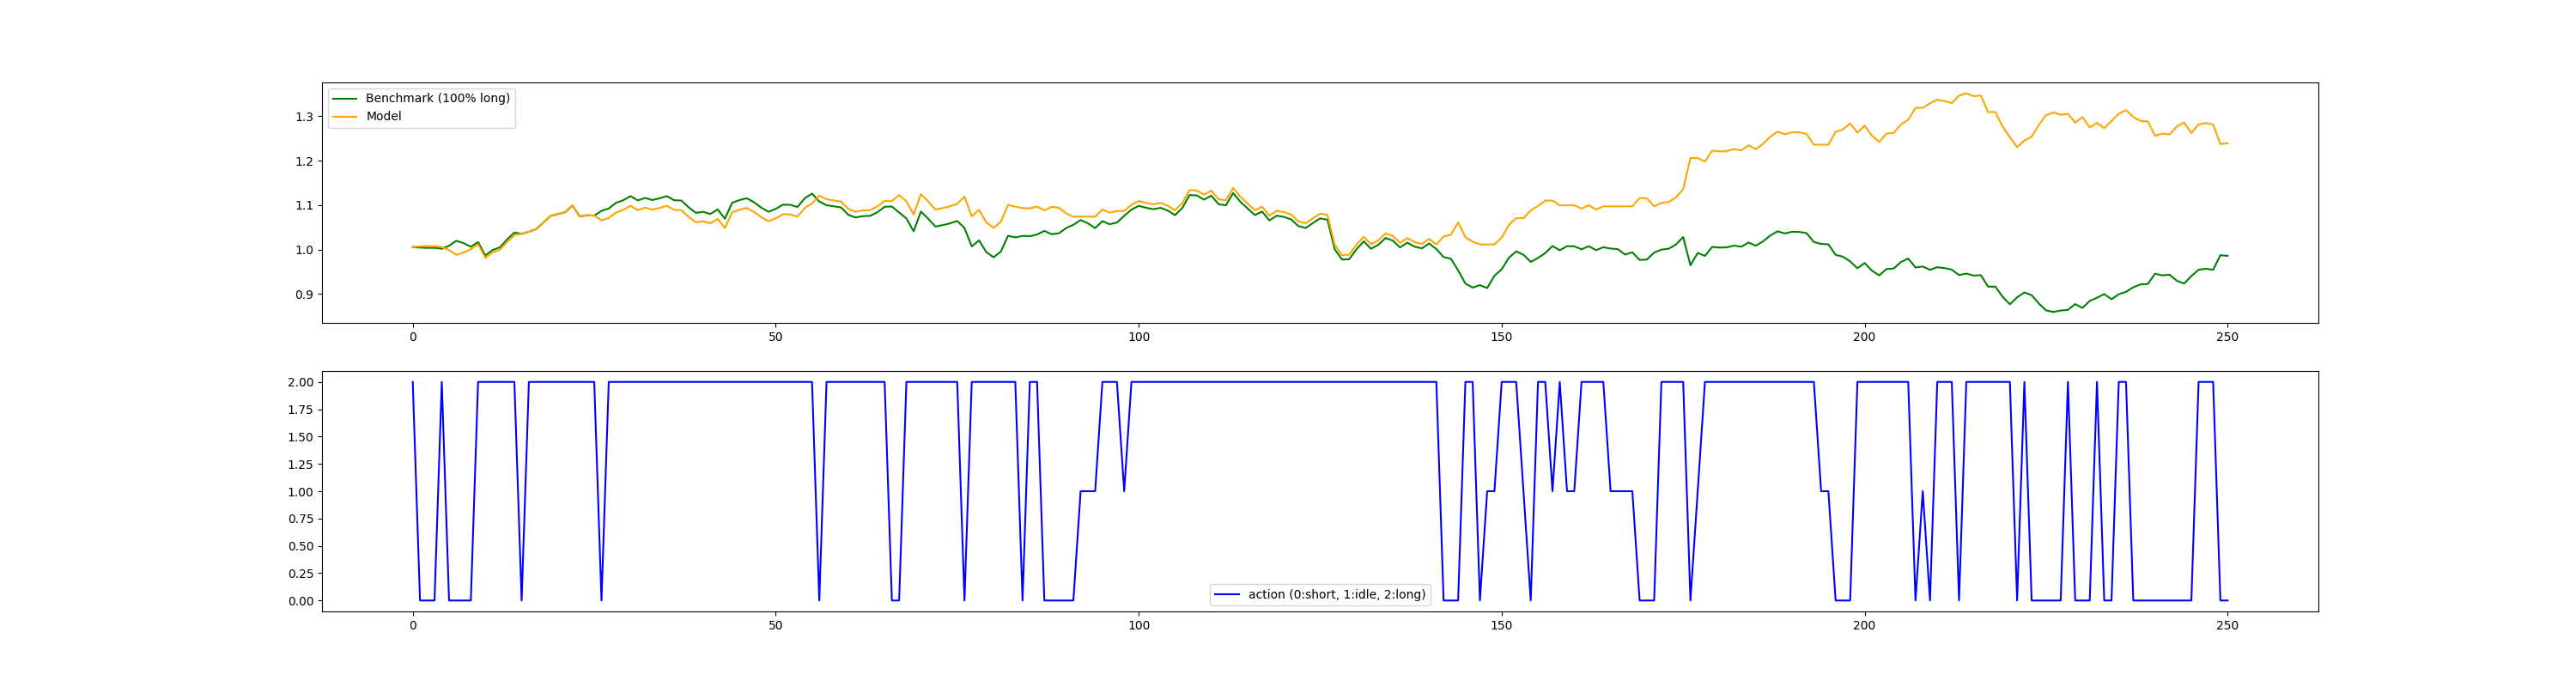 Benchmark (100% long)
Model
1.3
1.2
1.1
1.0
0.9
0 50 100 150 200 250
2.00
1.75
1.50
1.25
1.00
0.75
0.50
0.25
0.00
action (0:short, 1:idle, 2:long)
0 50 100 150 200 250